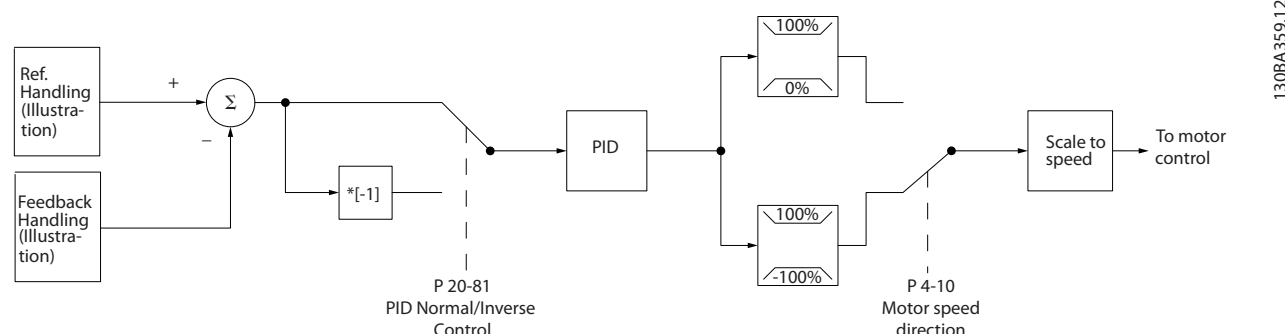 Ref.
Handling
(Illustra-
tion)
+
−
Σ
Feedback
Handling
(Illustra-
tion)
*[-1]
P 20-81
PID Normal/Inverse
Control
PID
100%
0%
100%
-100%
P 4-10
Motor speed
direction
Scale to
speed
To motor
control
130BA359.12